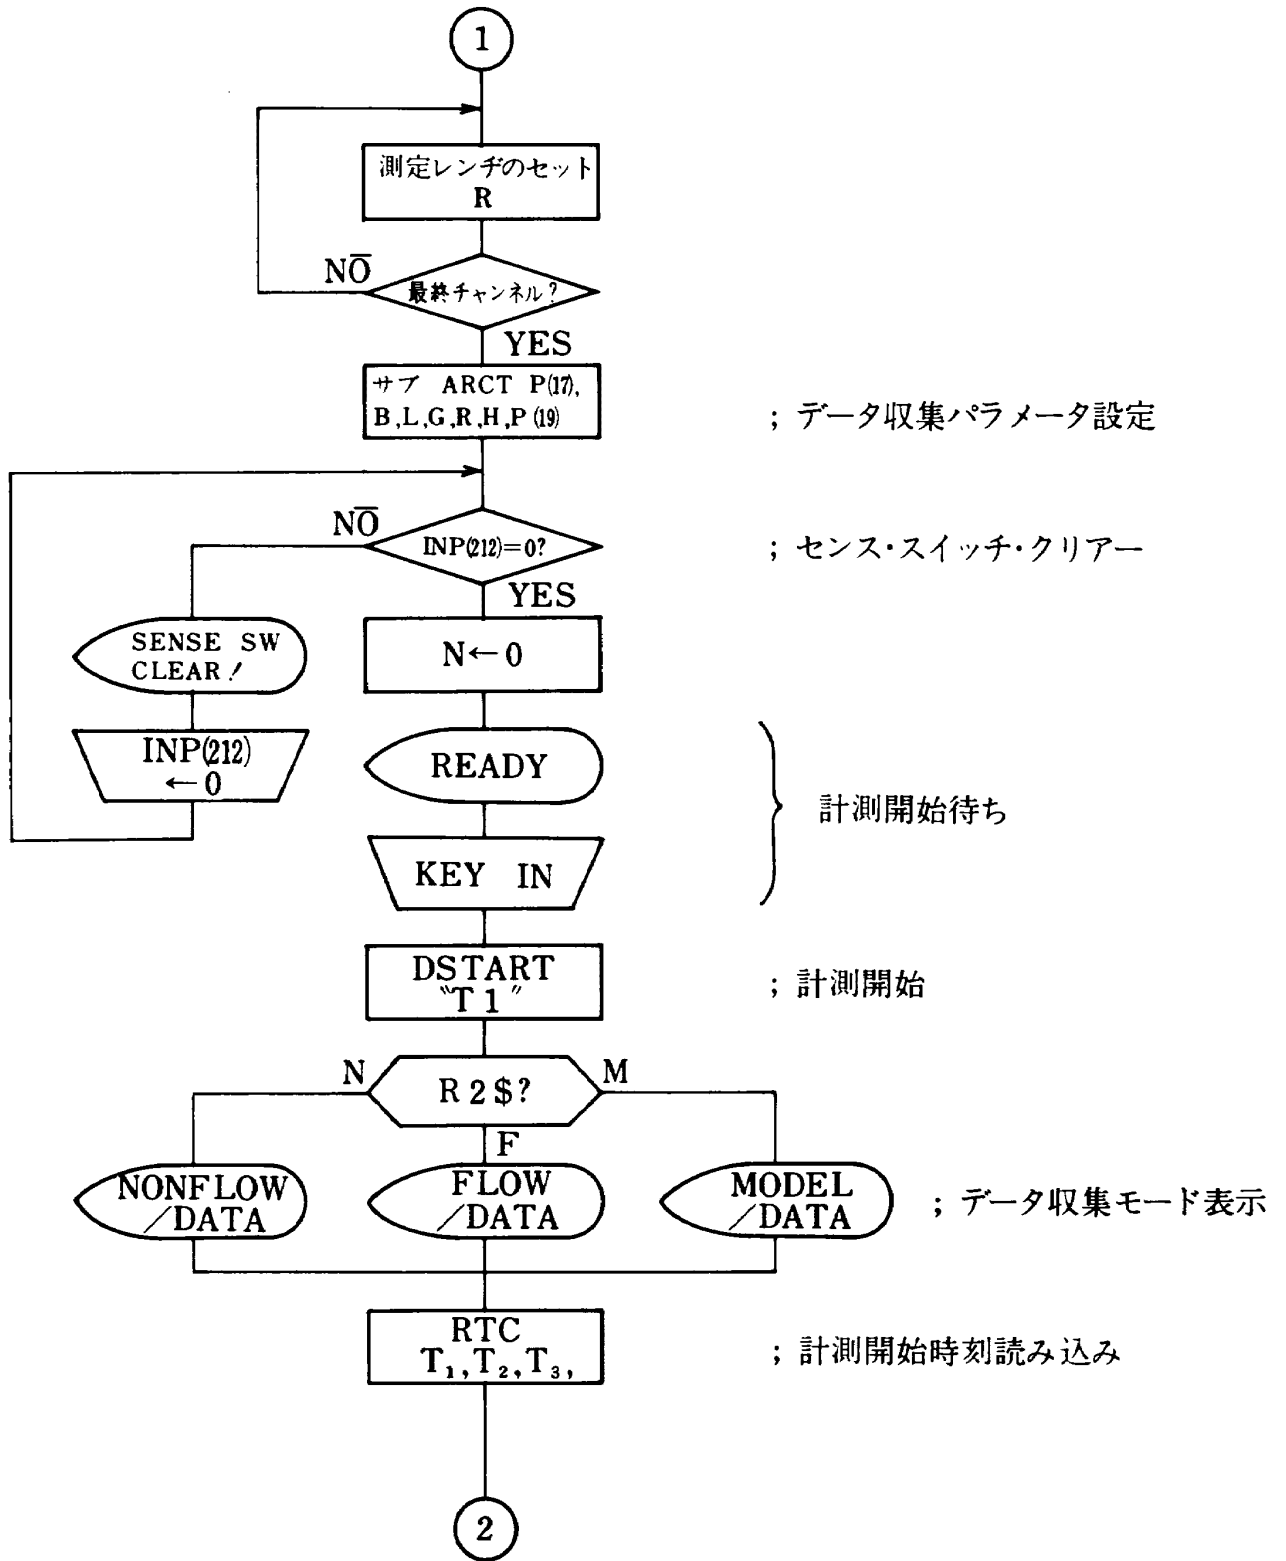 1
測定レンヂのセット
R
NO̅
最終チャンネル?
YES
サブ ARCT P(17),
B,L,G,R,H,P(19)
; データ収集パラメータ設定
NO̅
INP(212)=0?
; センス・スイッチ・クリアー
YES
SENSE SW
CLEAR!
N←0
INP(212)
←0
READY
計測開始待ち
KEY IN
DSTART
"T1"
; 計測開始
N
R2$?
M
F
NONFLOW
/DATA
FLOW
/DATA
MODEL
/DATA
; データ収集モード表示
RTC
T₁,T₂,T₃,
; 計測開始時刻読み込み
2